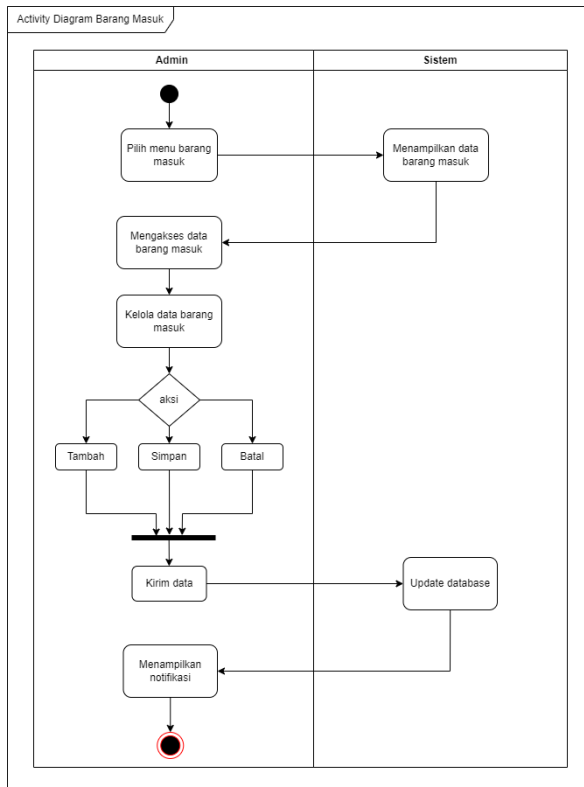 Activity Diagram Barang Masuk
Admin
Sistem
Pilih menu barang
masuk
Menampilkan data
barang masuk
Mengakses data
barang masuk
Kelola data barang
masuk
aksi
Tambah
Simpan
Batal
Kirim data
Update database
Menampilkan
notifikasi